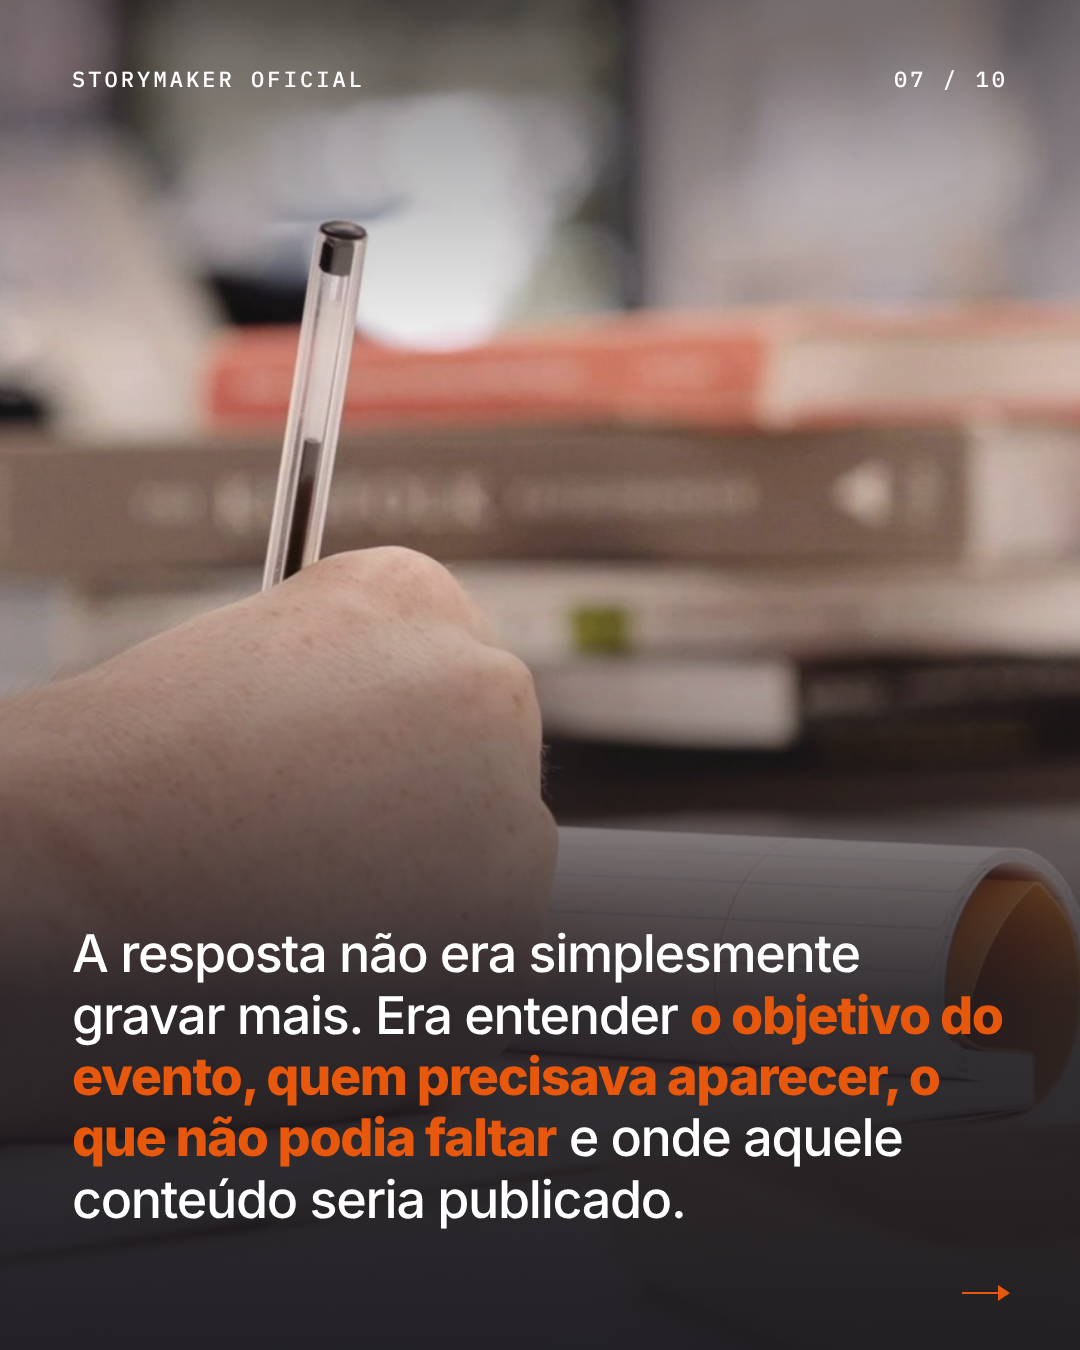 STORYMAKER OFICIAL
07 / 10
A resposta não era simplesmente
gravar mais. Era entender o objetivo do
evento, quem precisava aparecer, o
que não podia faltar e onde aquele
conteúdo seria publicado.